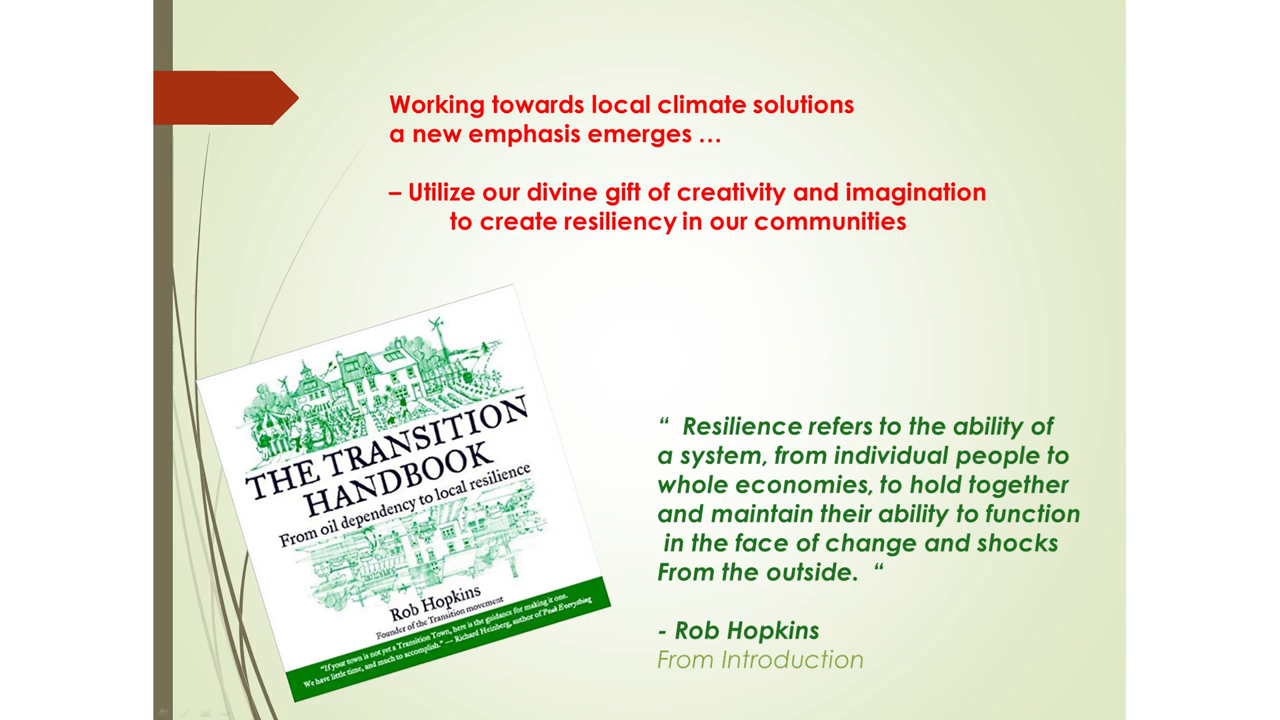 Working towards local climate solutions
a new emphasis emerges …
– Utilize our divine gift of creativity and imagination
to create resiliency in our communities
THE TRANSITION
HANDBOOK
From oil dependency to local resilience
Rob Hopkins
Founder of the Transition movement
"If your town is not yet a Transition Town, here is the guidance for making it one.
We have little time, and much to accomplish." — Richard Heinberg, author of Peak Everything
“ Resilience refers to the ability of
a system, from individual people to
whole economies, to hold together
and maintain their ability to function
in the face of change and shocks
From the outside. “
- Rob Hopkins
From Introduction